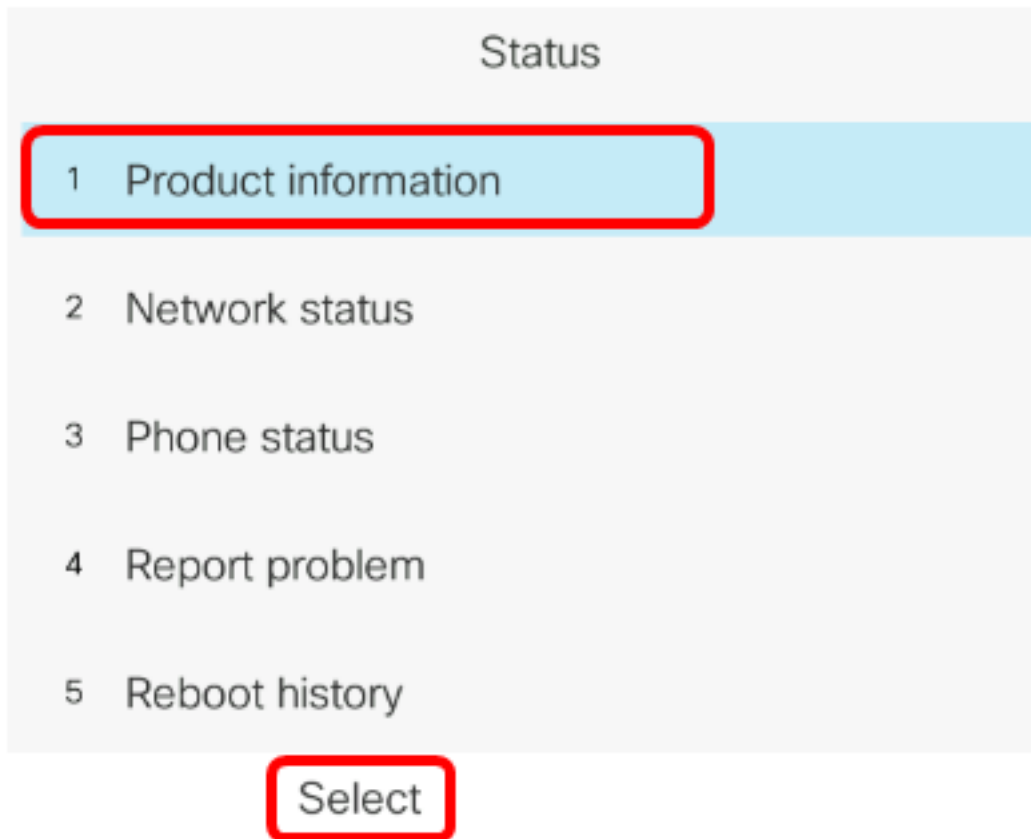 Status
1 Product information
2 Network status
3 Phone status
4 Report problem
5 Reboot history
Select